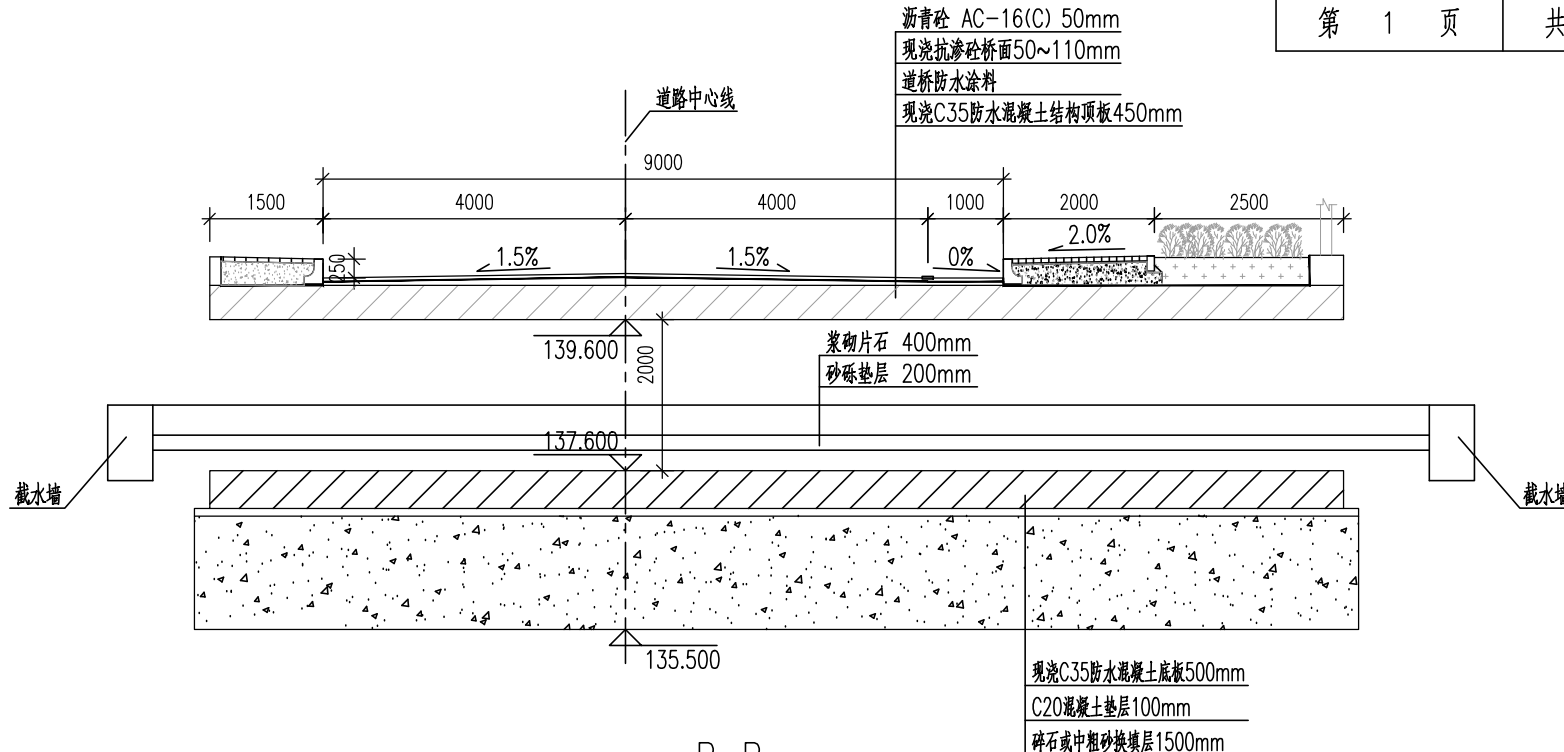 第 1 页 共
沥青砼 AC-16(C) 50mm
现浇抗渗砼桥面50~110mm
道桥防水涂料
现浇C35防水混凝土结构顶板450mm
道路中心线
9000
1500 4000 4000 1000 2000 2500
250 1.5% 1.5% 0% 2.0% N
139.600
2000
浆砌片石 400mm
砂砾垫层 200mm
137.600
截水墙
截水墙
135.500
现浇C35防水混凝土底板500mm
C20混凝土垫层100mm
碎石或中粗砂换填层1500mm